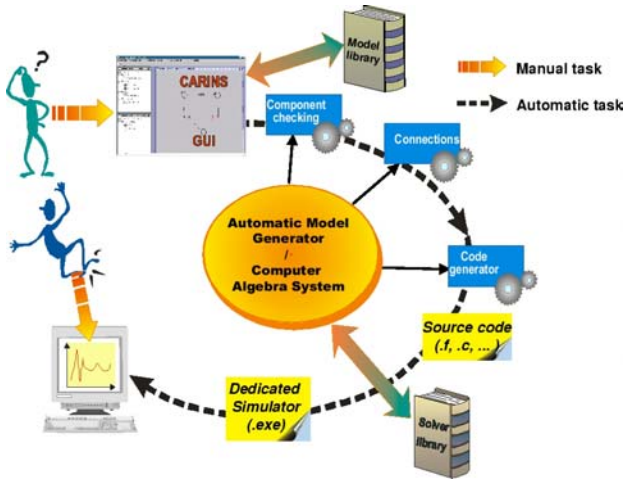 ?
CARINS
GUI
Model
library
Manual task
Automatic task
Component
checking
Connections
Automatic Model
Generator
/
Computer
Algebra System
Code
generator
Source code
(.f, .c, ... )
Dedicated
Simulator
(.exe)
Solver
library